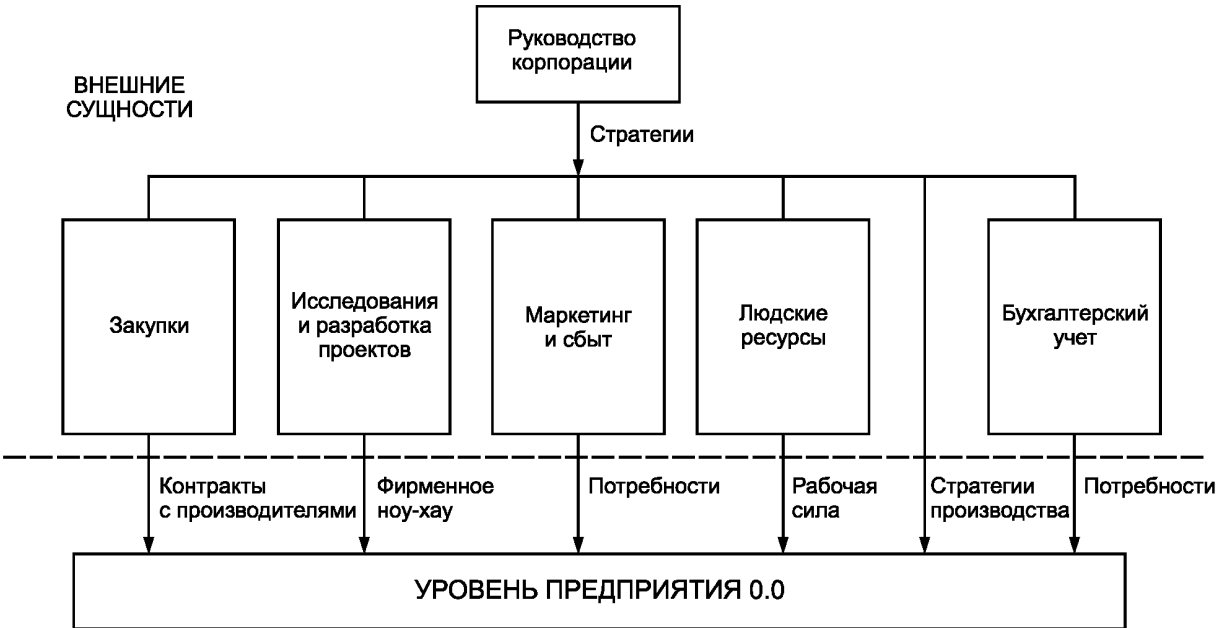 Руководство
корпорации
ВНЕШНИЕ
СУЩНОСТИ
Стратегии
Закупки
Исследования
и разработка
проектов
Маркетинг
и сбыт
Людские
ресурсы
Бухгалтерский
учет
Контракты
с производителями
Фирменное
ноу-хау
Потребности
Рабочая
сила
Стратегии
производства
Потребности
УРОВЕНЬ ПРЕДПРИЯТИЯ 0.0